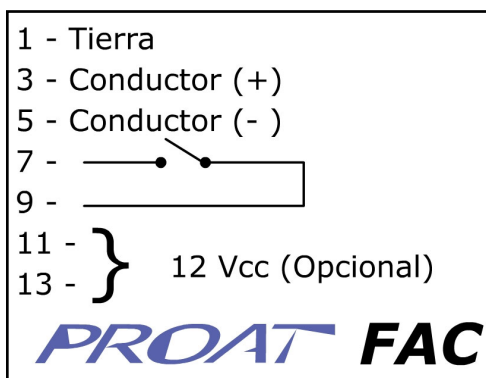 1 - Tierra
3 - Conductor (+)
5 - Conductor (- )
7 -
9 -
11 -
13 -
12 Vcc (Opcional)
PROAT FAC